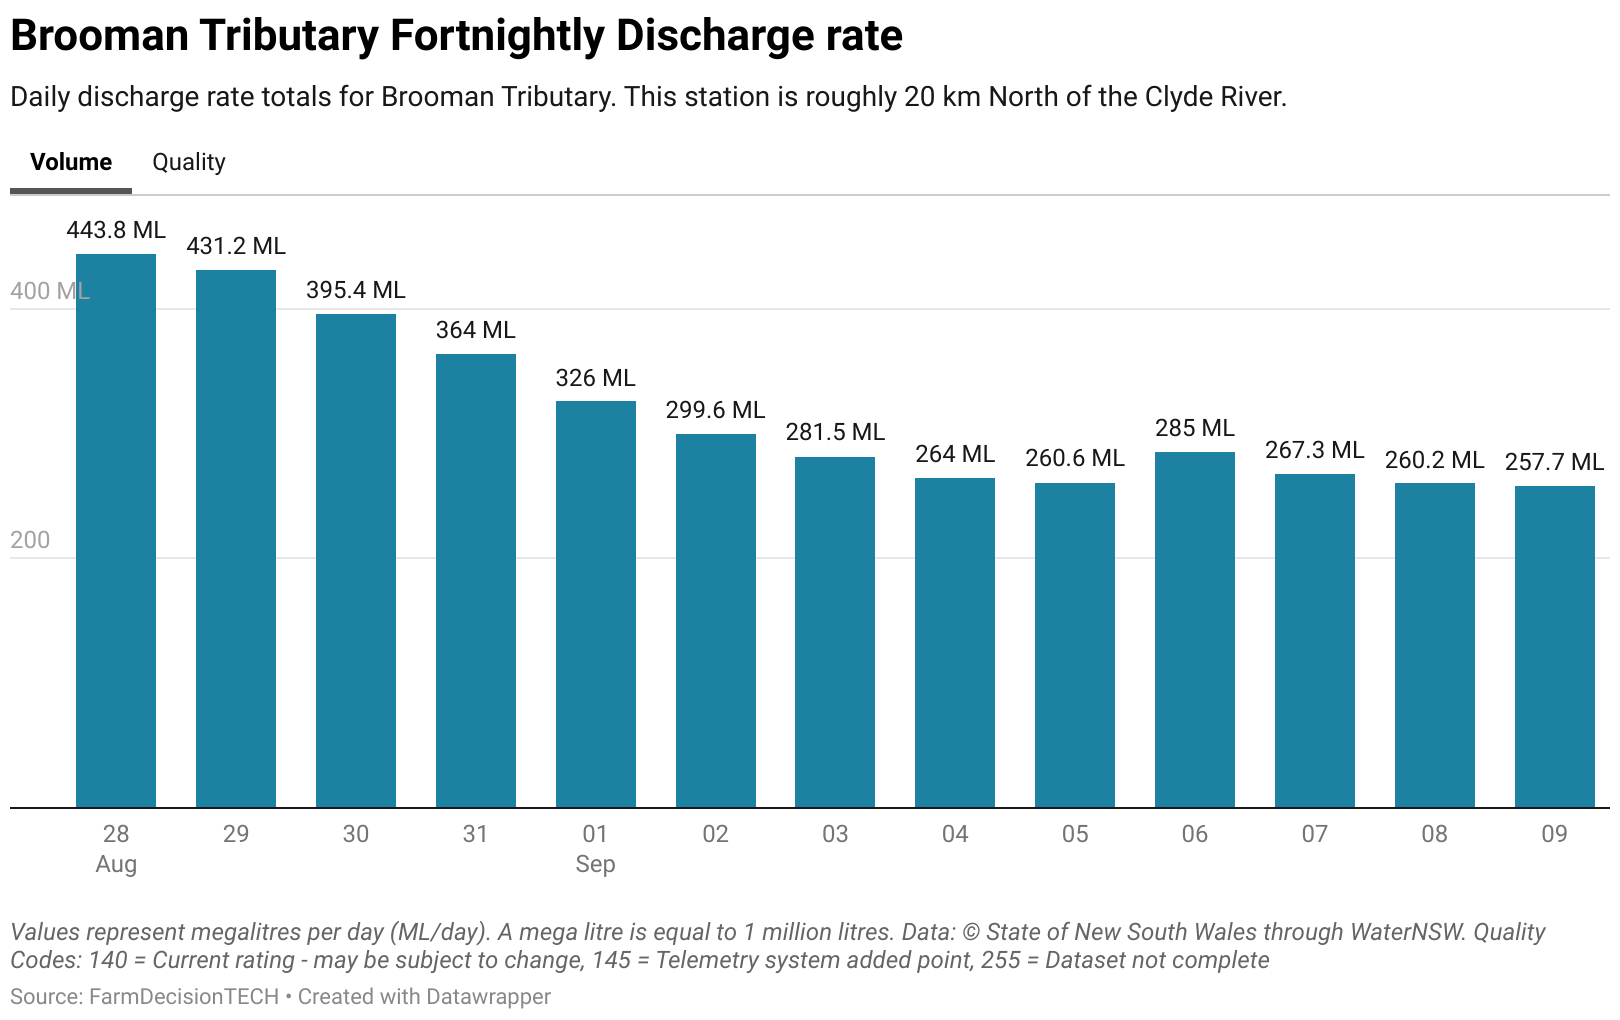 Brooman Tributary Fortnightly Discharge rate
Daily discharge rate totals for Brooman Tributary. This station is roughly 20 km North of the Clyde River.
Volume Quality
443.8 ML
431.2 ML
400 ML
395.4 ML
364 ML
326 ML
299.6 ML
281.5 ML
264 ML
260.6 ML
285 ML
267.3 ML
260.2 ML
257.7 ML
200
28 29 30 31 01 02 03 04 05 06 07 08 09
Aug Sep
Values represent megalitres per day (ML/day). A mega litre is equal to 1 million litres. Data: © State of New South Wales through WaterNSW. Quality
Codes: 140 = Current rating - may be subject to change, 145 = Telemetry system added point, 255 = Dataset not complete
Source: FarmDecisionTECH • Created with Datawrapper